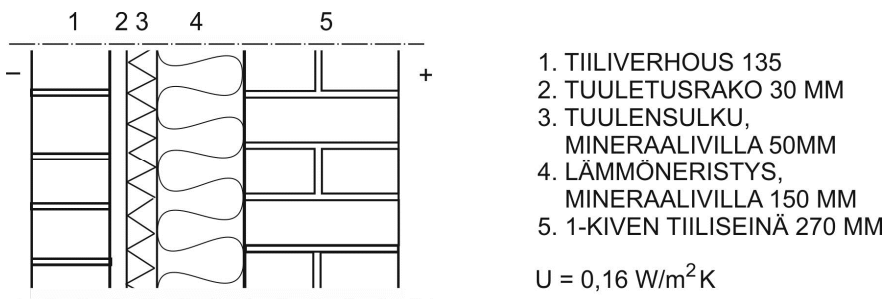 1 2 3 4 5
− +
1. TIILIVERHOUS 135
2. TUULETUSRAKO 30 MM
3. TUULENSULKU,
MINERAALIVILLA 50MM
4. LÄMMÖNERISTYS,
MINERAALIVILLA 150 MM
5. 1-KIVEN TIILISEINÄ 270 MM
U = 0,16 W/m²K